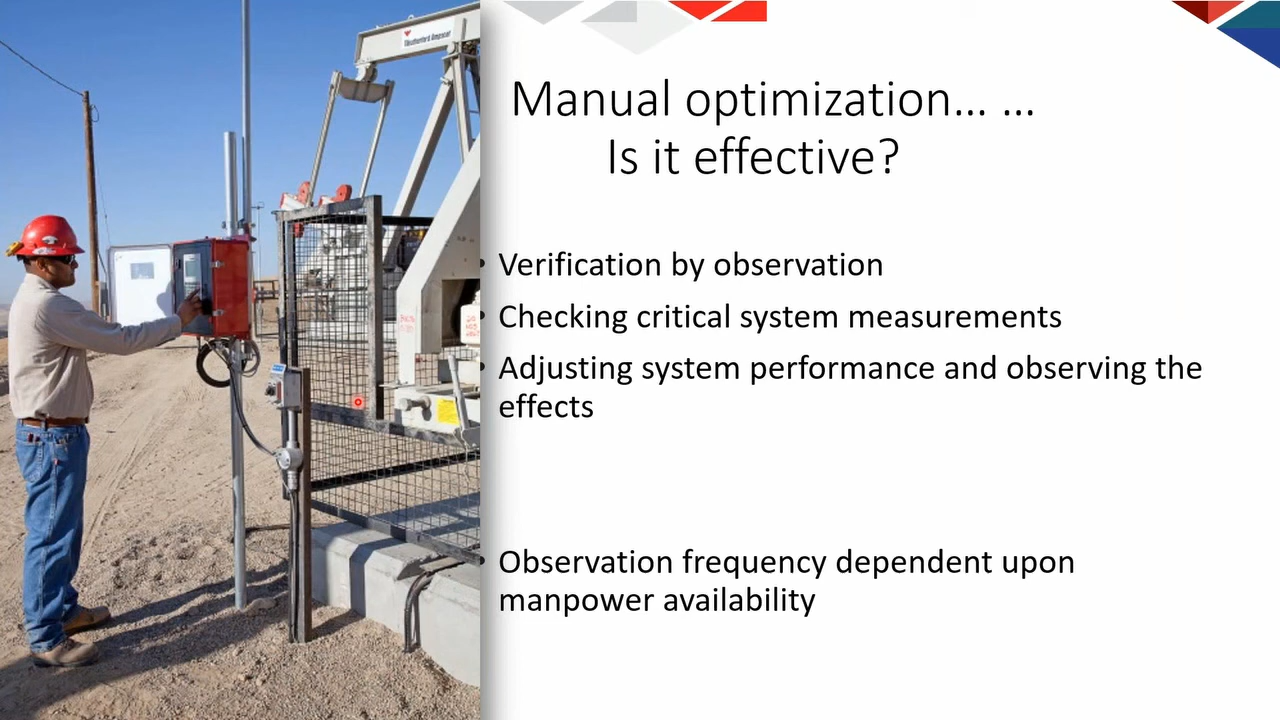 Manual optimization… …
Is it effective?
• Verification by observation
• Checking critical system measurements
• Adjusting system performance and observing the
effects
• Observation frequency dependent upon
manpower availability